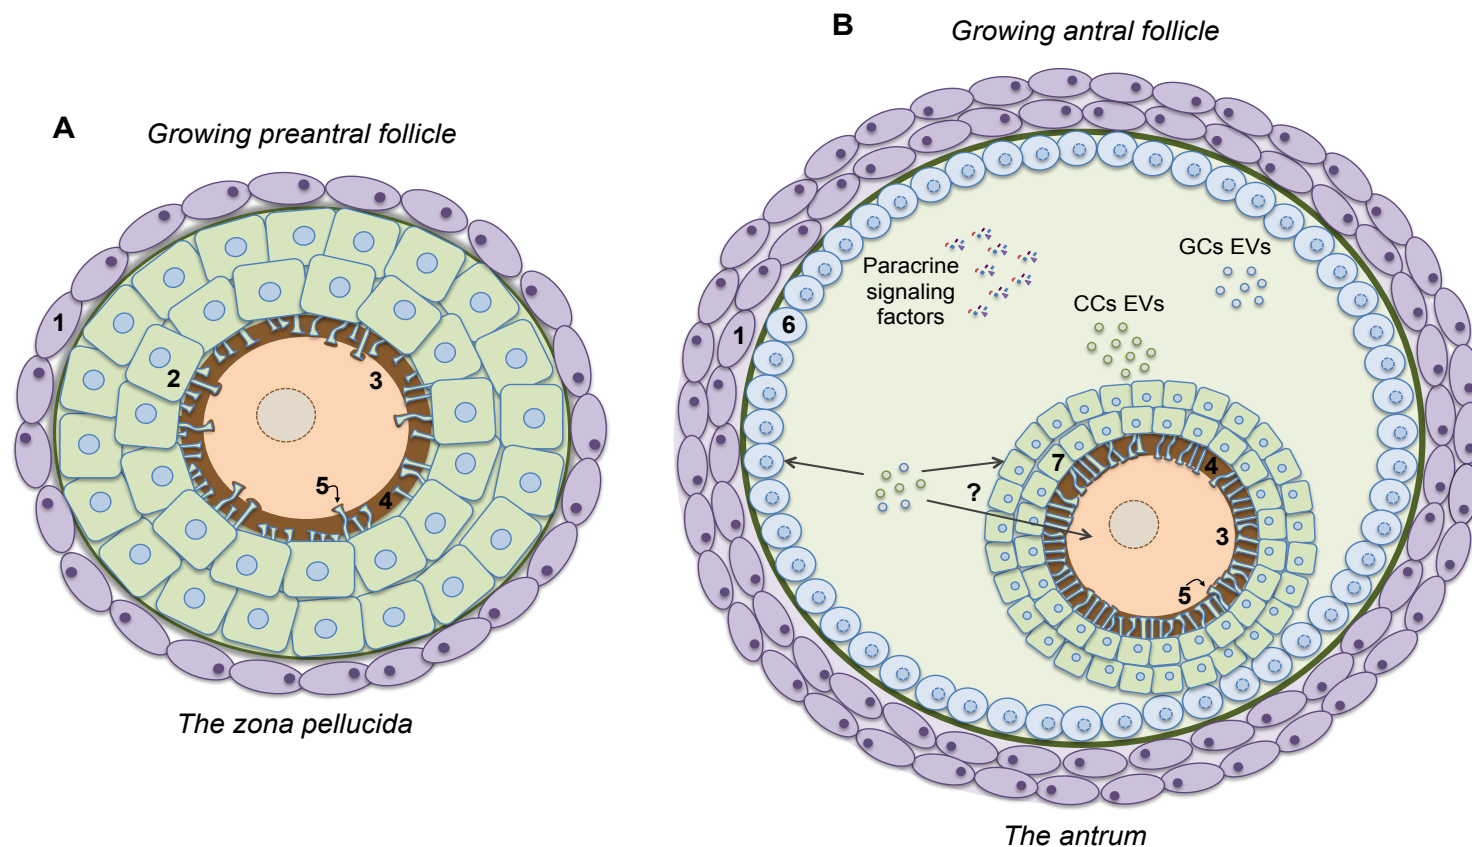 A
Growing preantral follicle
1
2
3
5
4
The zona pellucida
B
Growing antral follicle
Paracrine
signaling
factors
GCs EVs
CCs EVs
1
6
7
4
?
3
5
The antrum